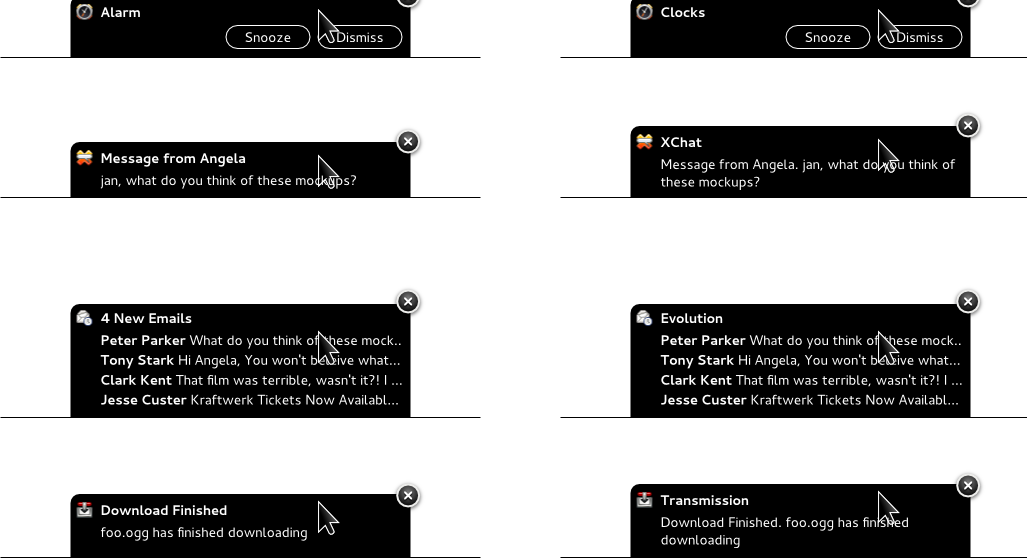 Alarm
Snooze Dismiss
Clocks
Snooze Dismiss
Message from Angela
jan, what do you think of these mockups?
XChat
Message from Angela. jan, what do you think of
these mockups?
4 New Emails
Peter Parker What do you think of these mock..
Tony Stark Hi Angela, You won't beleive what...
Clark Kent That film was terrible, wasn't it?! I ...
Jesse Custer Kraftwerk Tickets Now Availabl...
Evolution
Peter Parker What do you think of these mock..
Tony Stark Hi Angela, You won't beleive what...
Clark Kent That film was terrible, wasn't it?! I ...
Jesse Custer Kraftwerk Tickets Now Availabl...
Download Finished
foo.ogg has finished downloading
Transmission
Download Finished. foo.ogg has finished
downloading